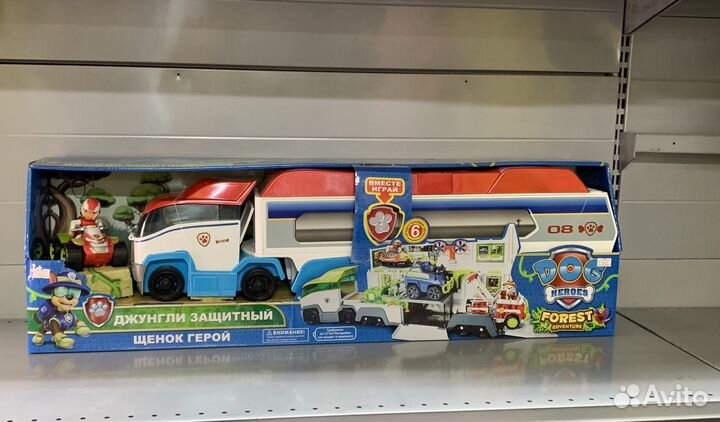 ВМЕСТЕ
ИГРАЙ
6
08
DOG
HEROES
FOREST
ADVENTURE
ДЖУНГЛИ ЗАЩИТНЫЙ
ЩЕНОК ГЕРОЙ
ВНИМАНИЕ!
Avito